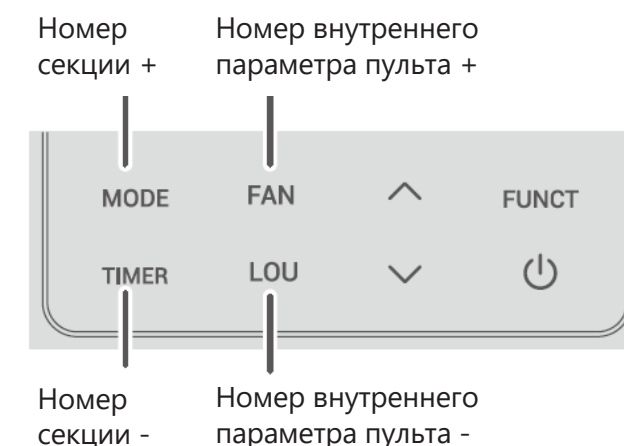 Номер
секции +
Номер внутреннего
параметра пульта +
MODE FAN FUNCT
TIMER LOU
Номер
секции -
Номер внутреннего
параметра пульта -